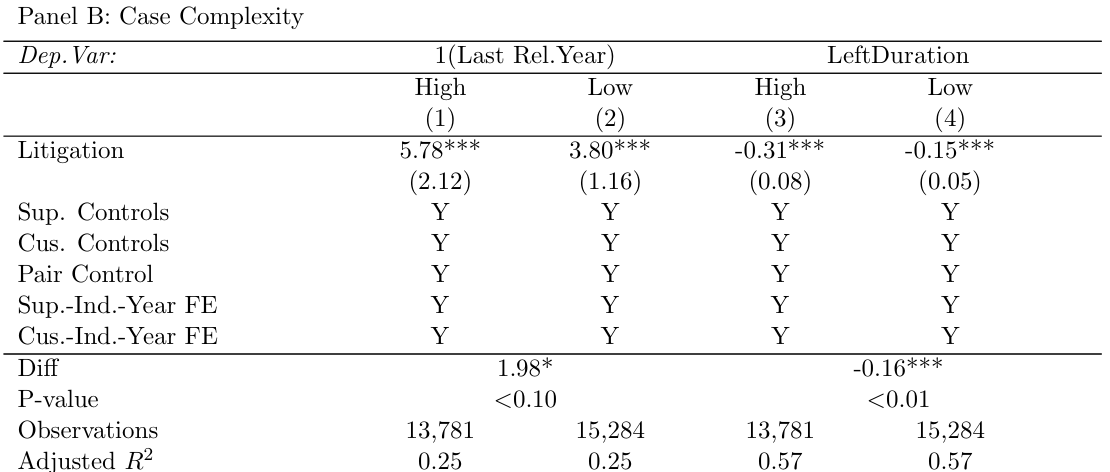 Panel B: Case Complexity
Dep.Var: 1(Last Rel.Year) LeftDuration
High Low High Low
(1) (2) (3) (4)
Litigation 5.78*** 3.80*** -0.31*** -0.15***
(2.12) (1.16) (0.08) (0.05)
Sup. Controls Y Y Y Y
Cus. Controls Y Y Y Y
Pair Control Y Y Y Y
Sup.-Ind.-Year FE Y Y Y Y
Cus.-Ind.-Year FE Y Y Y Y
Diff 1.98* -0.16***
P-value <0.10 <0.01
Observations 13,781 15,284 13,781 15,284
Adjusted R² 0.25 0.25 0.57 0.57